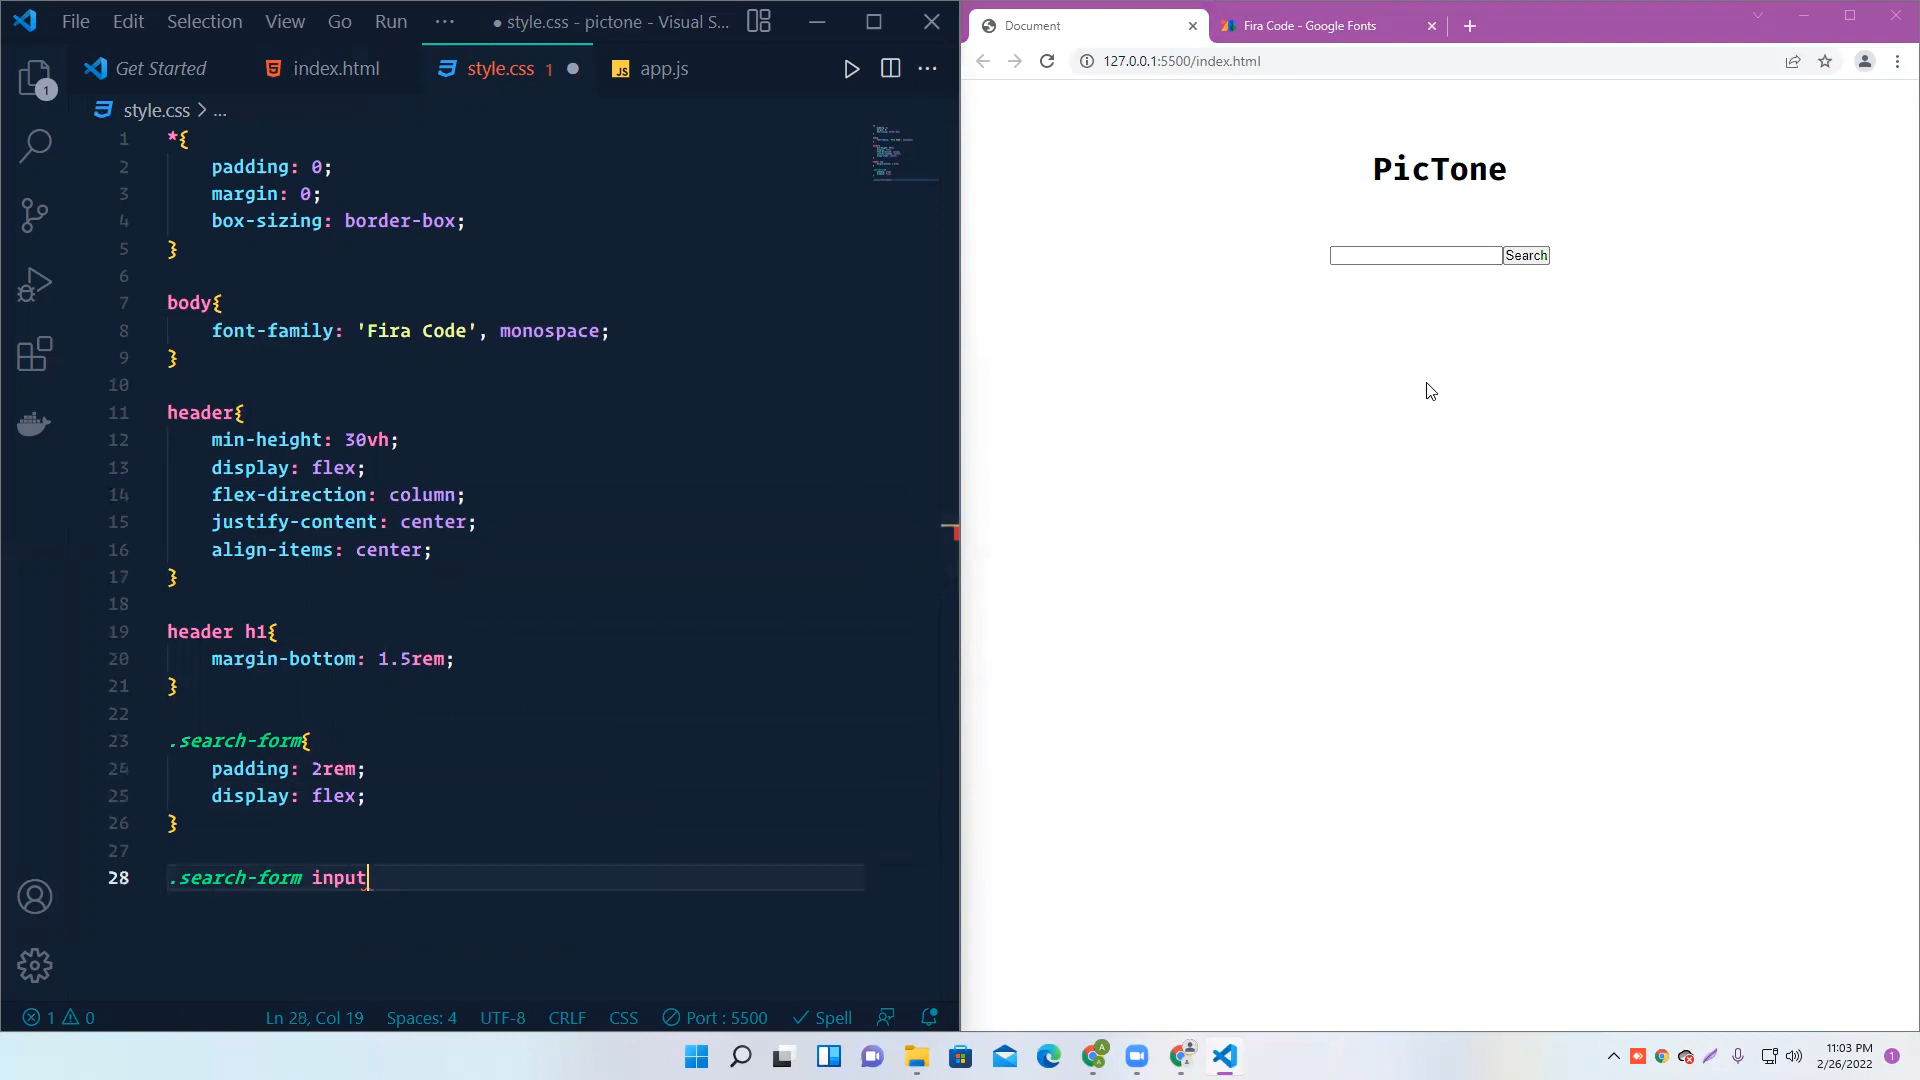 File Edit Selection View Go Run ··· ● style.css - pictone - Visual S...
Get Started index.html style.css 1 app.js
style.css > ...
1 *{
2 padding: 0;
3 margin: 0;
4 box-sizing: border-box;
5 }
6
7 body{
8 font-family: 'Fira Code', monospace;
9 }
10
11 header{
12 min-height: 30vh;
13 display: flex;
14 flex-direction: column;
15 justify-content: center;
16 align-items: center;
17 }
18
19 header h1{
20 margin-bottom: 1.5rem;
21 }
22
23 .search-form{
24 padding: 2rem;
25 display: flex;
26 }
27
28 .search-form input
1
1 0 Ln 28, Col 19 Spaces: 4 UTF-8 CRLF CSS Port : 5500 Spell
Document Fira Code - Google Fonts
127.0.0.1:5500/index.html
PicTone
Search
A
11:03 PM
2/26/2022
1